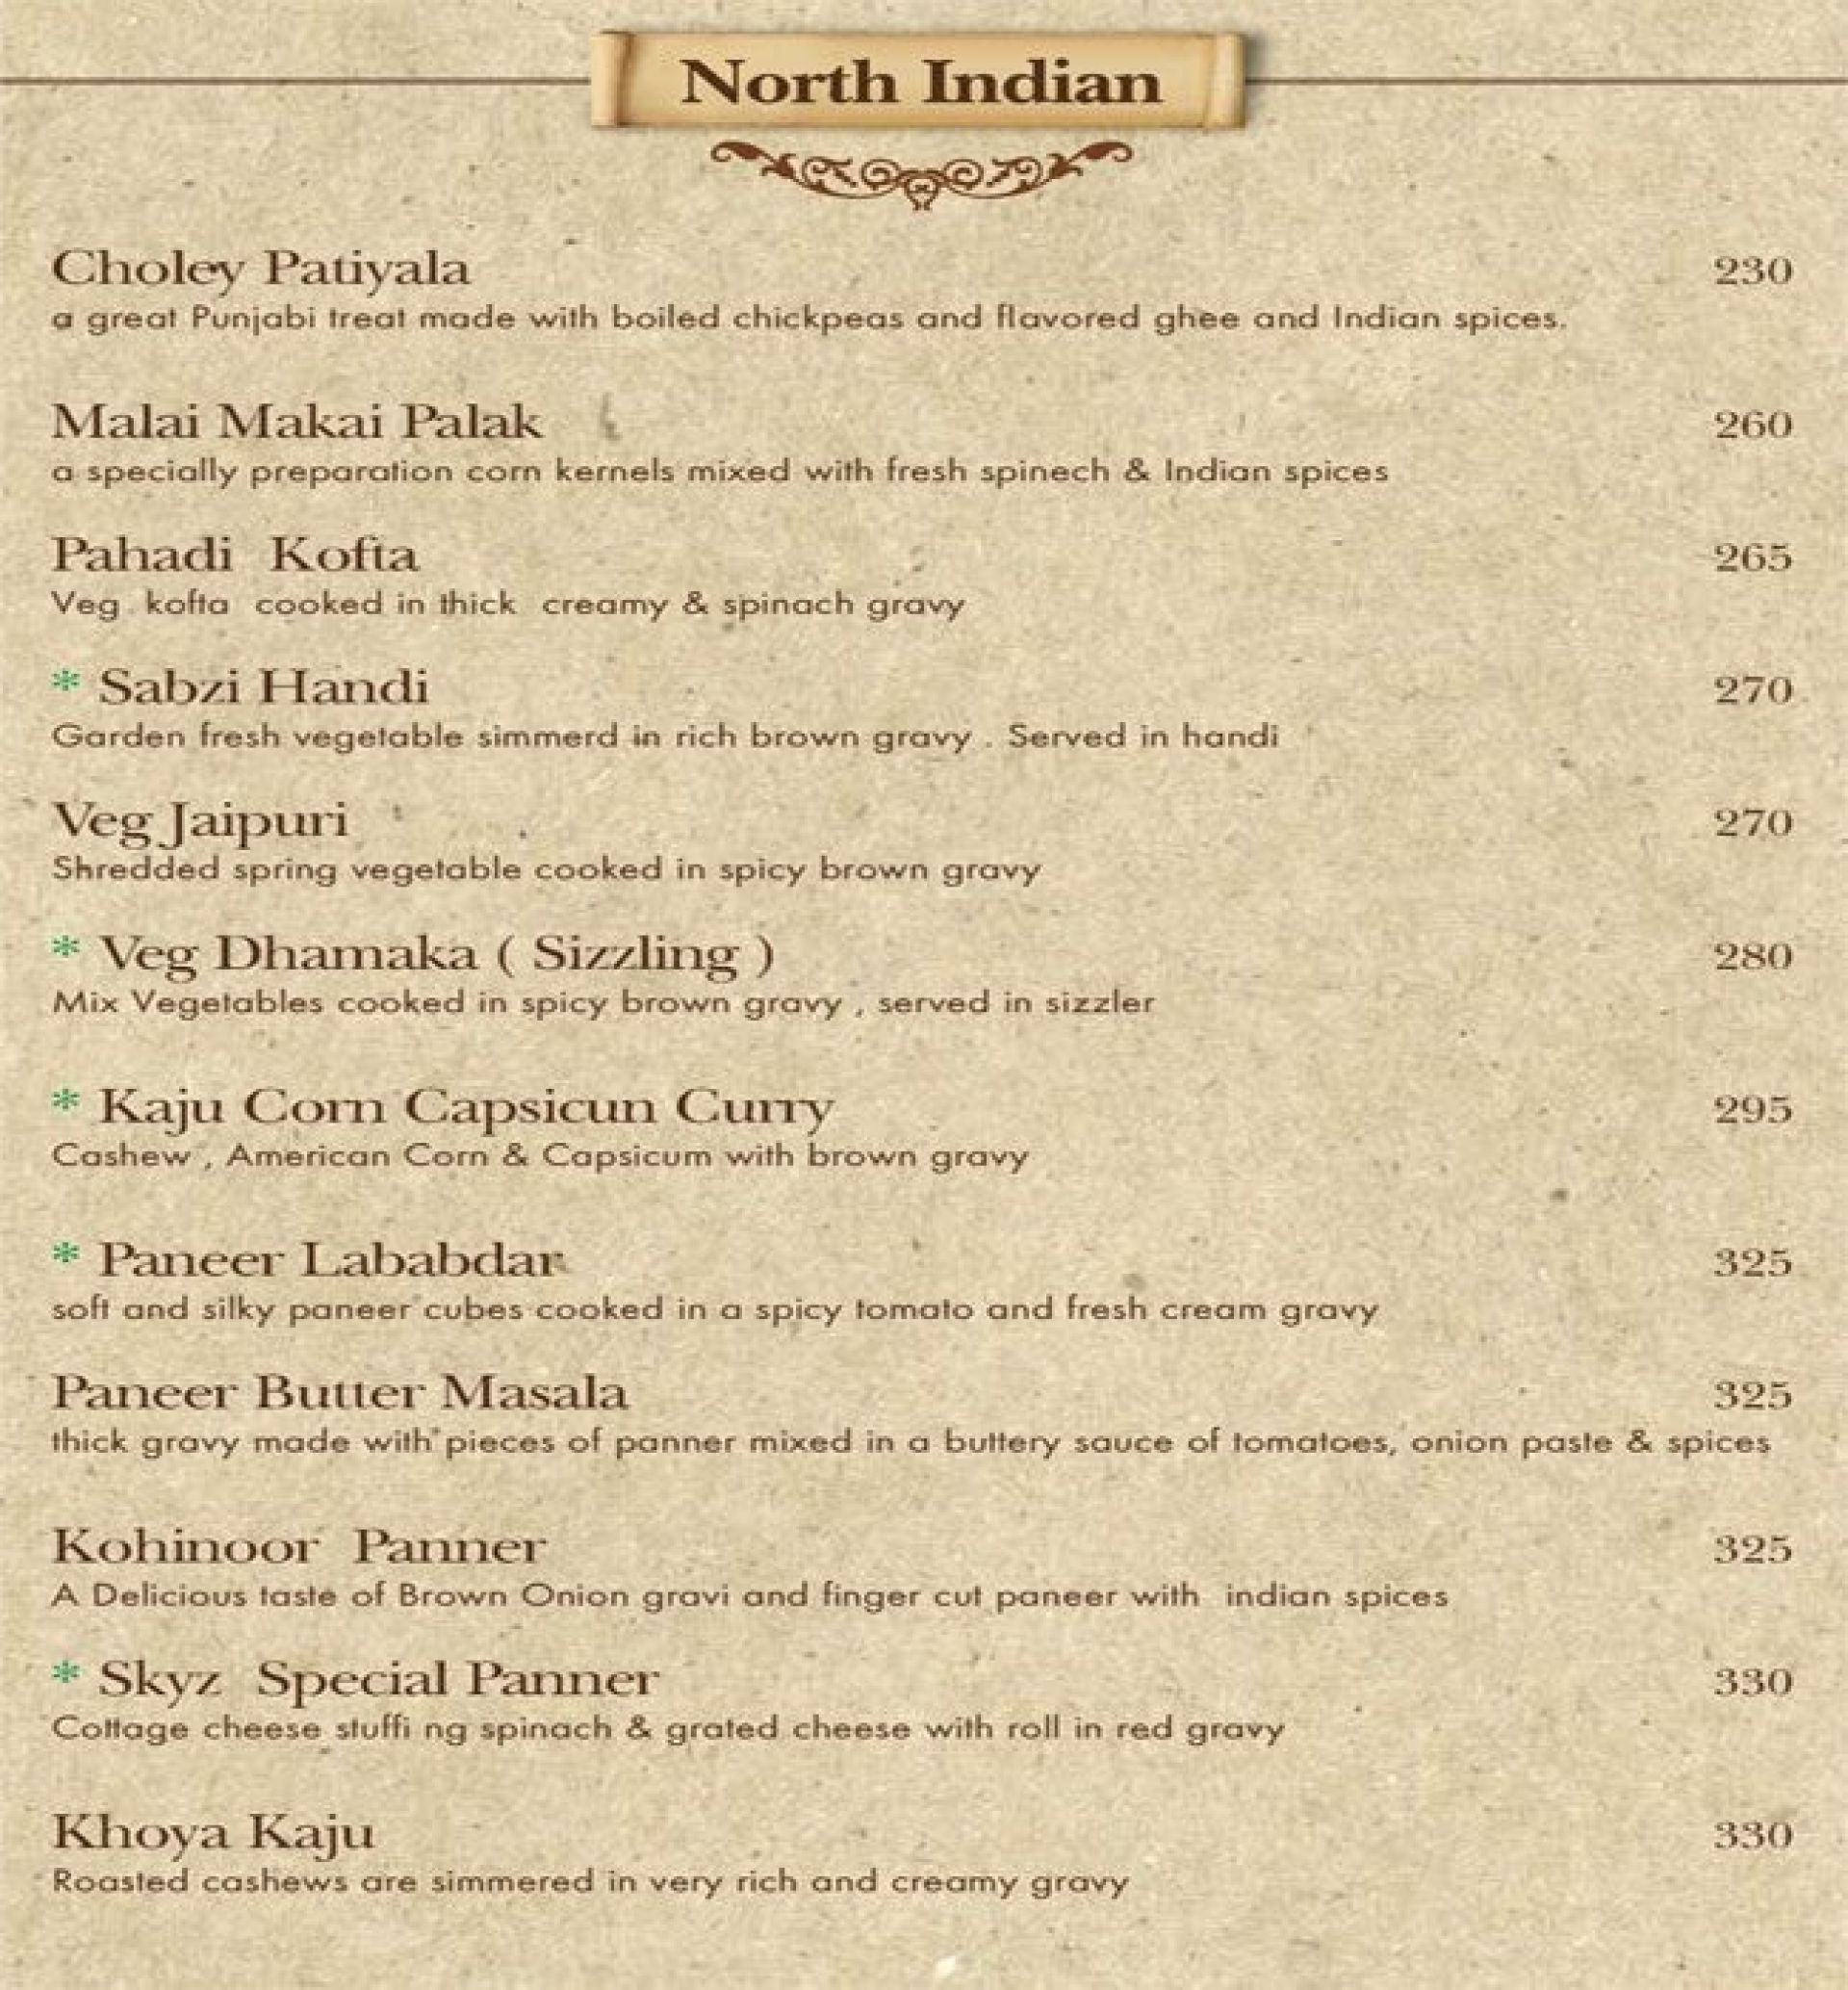 North Indian
Choley Patiyala 230
a great Punjabi treat made with boiled chickpeas and flavored ghee and Indian spices.
Malai Makai Palak 260
a specially preparation corn kernels mixed with fresh spinech & Indian spices
Pahadi Kofta 265
Veg kofta cooked in thick creamy & spinach gravy
* Sabzi Handi 270
Garden fresh vegetable simmerd in rich brown gravy . Served in handi
Veg Jaipuri 270
Shredded spring vegetable cooked in spicy brown gravy
* Veg Dhamaka ( Sizzling ) 280
Mix Vegetables cooked in spicy brown gravy , served in sizzler
* Kaju Corn Capsicun Curry 295
Cashew , American Corn & Capsicum with brown gravy
* Paneer Lababdar 325
soft and silky paneer cubes cooked in a spicy tomato and fresh cream gravy
Paneer Butter Masala 325
thick gravy made with pieces of panner mixed in a buttery sauce of tomatoes, onion paste & spices
Kohinoor Panner 325
A Delicious taste of Brown Onion gravi and finger cut paneer with indian spices
* Skyz Special Panner 330
Cottage cheese stuffi ng spinach & grated cheese with roll in red gravy
Khoya Kaju 330
Roasted cashews are simmered in very rich and creamy gravy